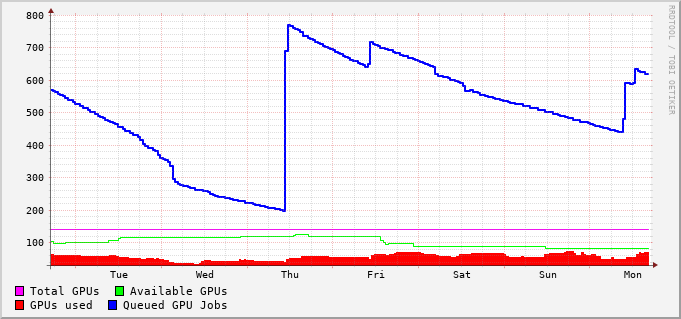 800
700
600
500
400
300
200
100
Tue Wed Thu Fri Sat Sun Mon
Total GPUs Available GPUs
GPUs used Queued GPU Jobs
RRDTOOL / TOBI OETIKER